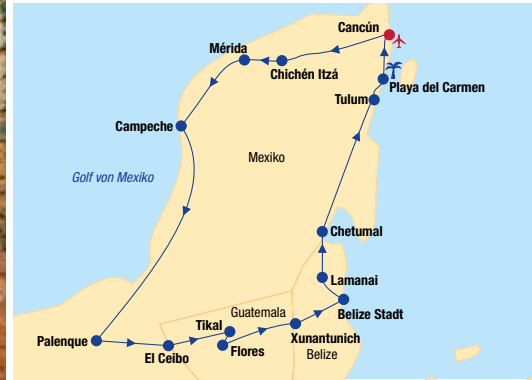 Cancún
Mérida
Chichén Itzá
Playa del Carmen
Tulum
Campeche
Mexiko
Golf von Mexiko
Chetumal
Lamanai
Guatemala
Belize Stadt
Tikal
Xunantunich
Palenque
El Ceibo
Flores
Belize